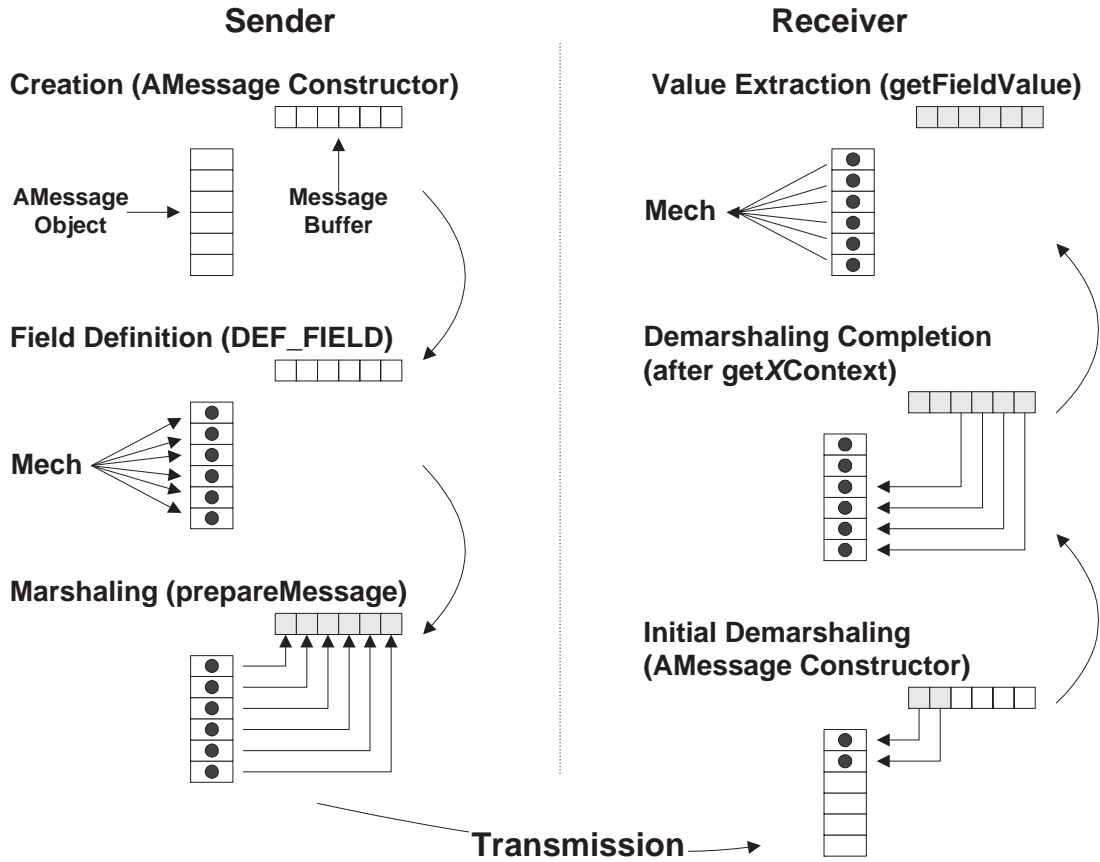 Sender
Creation (AMessage Constructor)
AMessage
Object
Message
Buffer
Field Definition (DEF_FIELD)
Mech
Marshaling (prepareMessage)
Transmission
Receiver
Value Extraction (getFieldValue)
Mech
Demarshaling Completion
(after getXContext)
Initial Demarshaling
(AMessage Constructor)